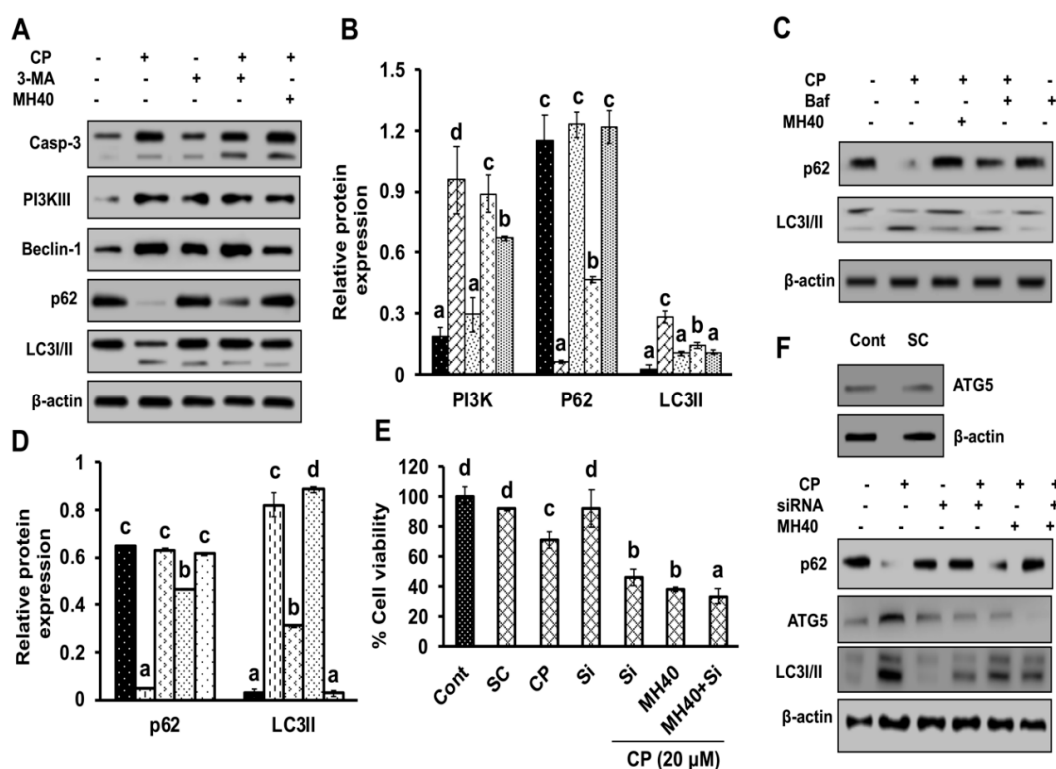 A
CP - + - + +
3-MA - - + + -
MH40 - - - - +
Casp-3
PI3KIII
Beclin-1
p62
LC3I/II
β-actin
B
Relative protein
expression
1.5
1.2
0.9
0.6
0.3
0
a d a c b
c a c b c
a c a b a
PI3K P62 LC3II
C
CP - + + + -
Baf - - - + +
MH40 - - + - -
p62
LC3I/II
β-actin
D
Relative protein
expression
1
0.8
0.6
0.4
0.2
0
c a c b c
a c b d a
p62 LC3II
E
% Cell viability
120
100
80
60
40
20
0
d d c d b b a
Cont SC CP Si Si MH40 MH40+Si
CP (20 µM)
F
Cont SC
ATG5
β-actin
CP - + - + + +
siRNA - - + + - +
MH40 - - - - + +
p62
ATG5
LC3I/II
β-actin